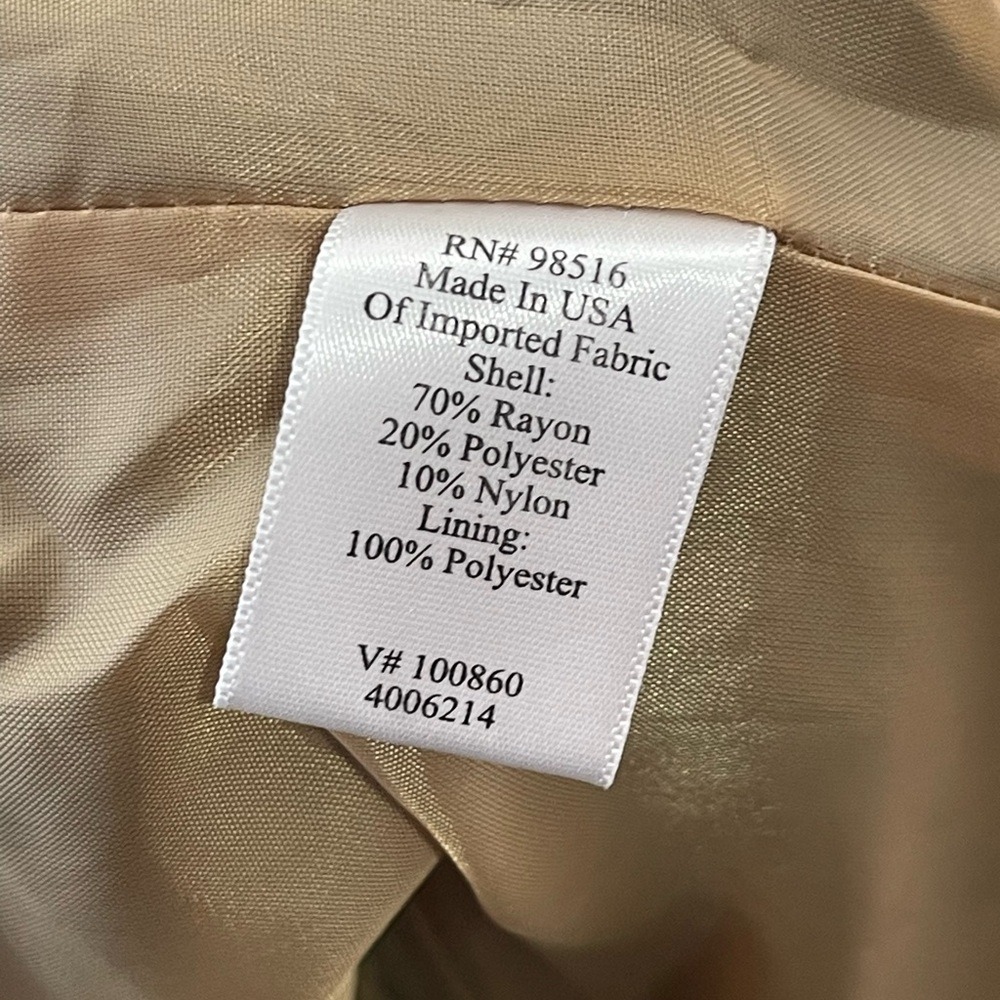 RN# 98516
Made In USA
Of Imported Fabric
Shell:
70% Rayon
20% Polyester
10% Nylon
Lining:
100% Polyester
V# 100860
4006214